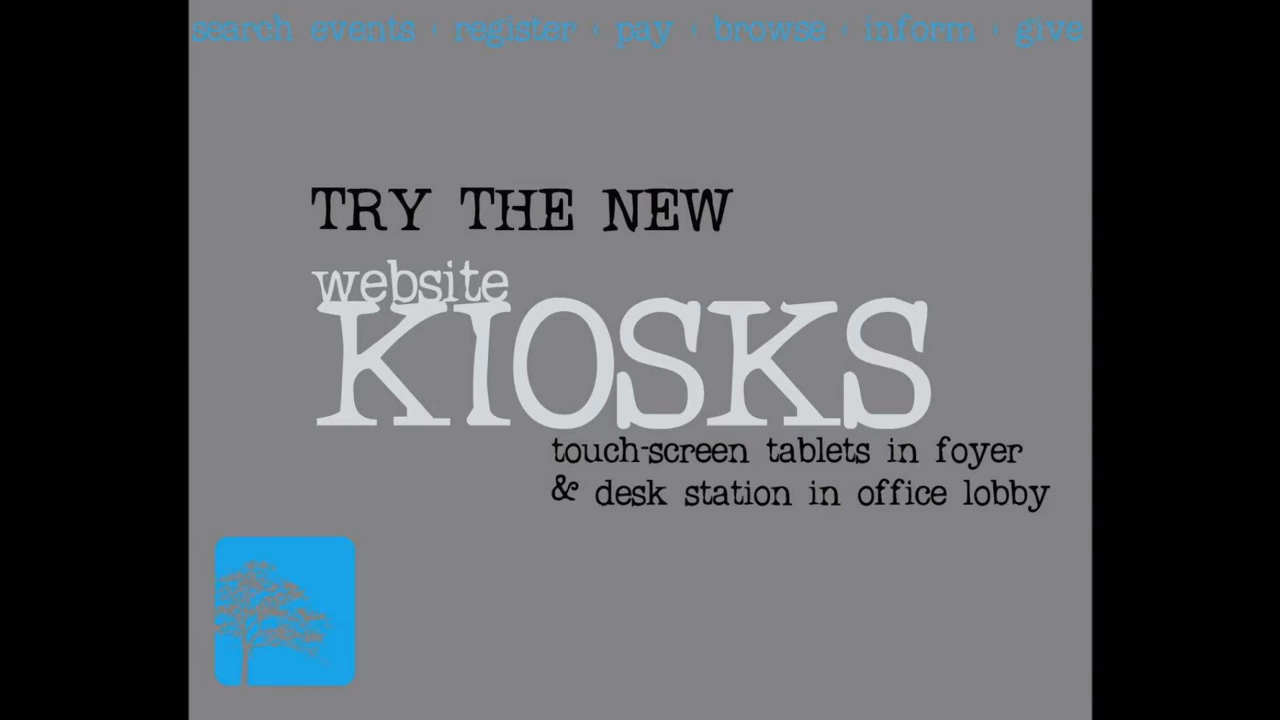 search events · register · pay · browse · inform · give
TRY THE NEW
website
KIOSKS
touch-screen tablets in foyer
& desk station in office lobby